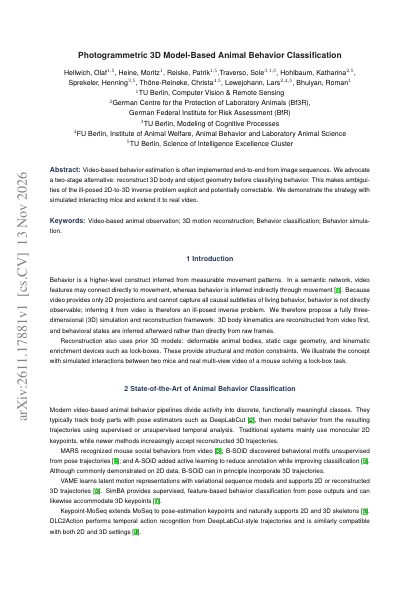 Photogrammetric 3D Model-Based Animal Behavior Classification
Hellwich, Olaf¹˒⁵, Heine, Moritz¹, Reiske, Patrik¹˒⁵,Traverso, Sole³˒¹˒⁵, Hohlbaum, Katharina²˒⁵,
Sprekeler, Henning³˒⁵, Thöne-Reineke, Christa⁴˒⁵, Lewejohann, Lars²˒⁴˒⁵, Bhuiyan, Roman¹
¹TU Berlin, Computer Vision & Remote Sensing
²German Centre for the Protection of Laboratory Animals (Bf3R),
German Federal Institute for Risk Assessment (BfR)
³TU Berlin, Modeling of Cognitive Processes
⁴FU Berlin, Institute of Animal Welfare, Animal Behavior and Laboratory Animal Science
⁵TU Berlin, Science of Intelligence Excellence Cluster
Abstract: Video-based behavior estimation is often implemented end-to-end from image sequences. We advocate
a two-stage alternative: reconstruct 3D body and object geometry before classifying behavior. This makes ambigui-
ties of the ill-posed 2D-to-3D inverse problem explicit and potentially correctable. We demonstrate the strategy with
simulated interacting mice and extend it to real video.
Keywords: Video-based animal observation; 3D motion reconstruction; Behavior classification; Behavior simula-
tion.
1 Introduction
Behavior is a higher-level construct inferred from measurable movement patterns. In a semantic network, video
features may connect directly to movement, whereas behavior is inferred indirectly through movement [1]. Because
video provides only 2D projections and cannot capture all causal subtleties of living behavior, behavior is not directly
observable; inferring it from video is therefore an ill-posed inverse problem. We therefore propose a fully three-
dimensional (3D) simulation and reconstruction framework: 3D body kinematics are reconstructed from video first,
and behavioral states are inferred afterward rather than directly from raw frames.
Reconstruction also uses prior 3D models: deformable animal bodies, static cage geometry, and kinematic
enrichment devices such as lock-boxes. These provide structural and motion constraints. We illustrate the concept
with simulated interactions between two mice and real multi-view video of a mouse solving a lock-box task.
2 State-of-the-Art of Animal Behavior Classification
Modern video-based animal behavior pipelines divide activity into discrete, functionally meaningful classes. They
typically track body parts with pose estimators such as DeepLabCut [2], then model behavior from the resulting
trajectories using supervised or unsupervised temporal analysis. Traditional systems mainly use monocular 2D
keypoints, while newer methods increasingly accept reconstructed 3D trajectories.
MARS recognized mouse social behaviors from video [3]; B-SOiD discovered behavioral motifs unsupervised
from pose trajectories [4]; and A-SOiD added active learning to reduce annotation while improving classification [5].
Although commonly demonstrated on 2D data, B-SOiD can in principle incorporate 3D trajectories.
VAME learns latent motion representations with variational sequence models and supports 2D or reconstructed
3D trajectories [6]. SimBA provides supervised, feature-based behavior classification from pose outputs and can
likewise accommodate 3D keypoints [7].
Keypoint-MoSeq extends MoSeq to pose-estimation keypoints and naturally supports 2D and 3D skeletons [8].
DLC2Action performs temporal action recognition from DeepLabCut-style trajectories and is similarly compatible
with both 2D and 3D settings [9].
arXiv:2611.17881v1 [cs.CV] 13 Nov 2026